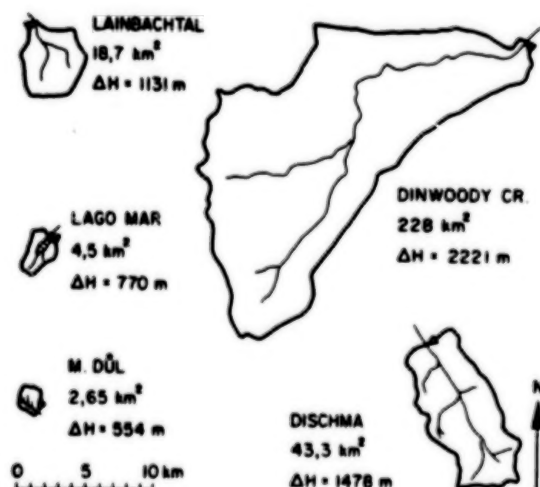 LAINBACHTAL
18,7 km²
ΔH = 1131 m
DINWOODY CR.
228 km²
ΔH = 2221 m
LAGO MAR
4,5 km²
ΔH = 770 m
M. DŮL
2,65 km²
ΔH = 554 m
DISCHMA
43,3 km²
ΔH = 1478 m
N
0 5 10 km